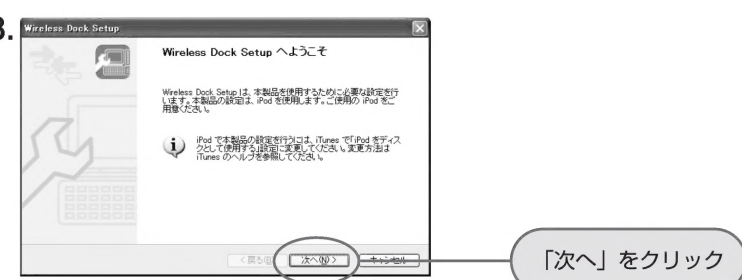 3.
Wireless Dock Setup
Wireless Dock Setup へようこそ
Wireless Dock Setup は、本製品を使用するために必要な設定を行
います。本製品の設定は、iPod を使用します。ご使用の iPod をご
用意ください。
iPod で本製品の設定を行うには、iTunes で「iPod をディス
クとして使用する」設定に変更してください。変更方法は
iTunes のヘルプを参照してください。
< 戻る(B) 次へ(N) > キャンセル
「次へ」をクリック